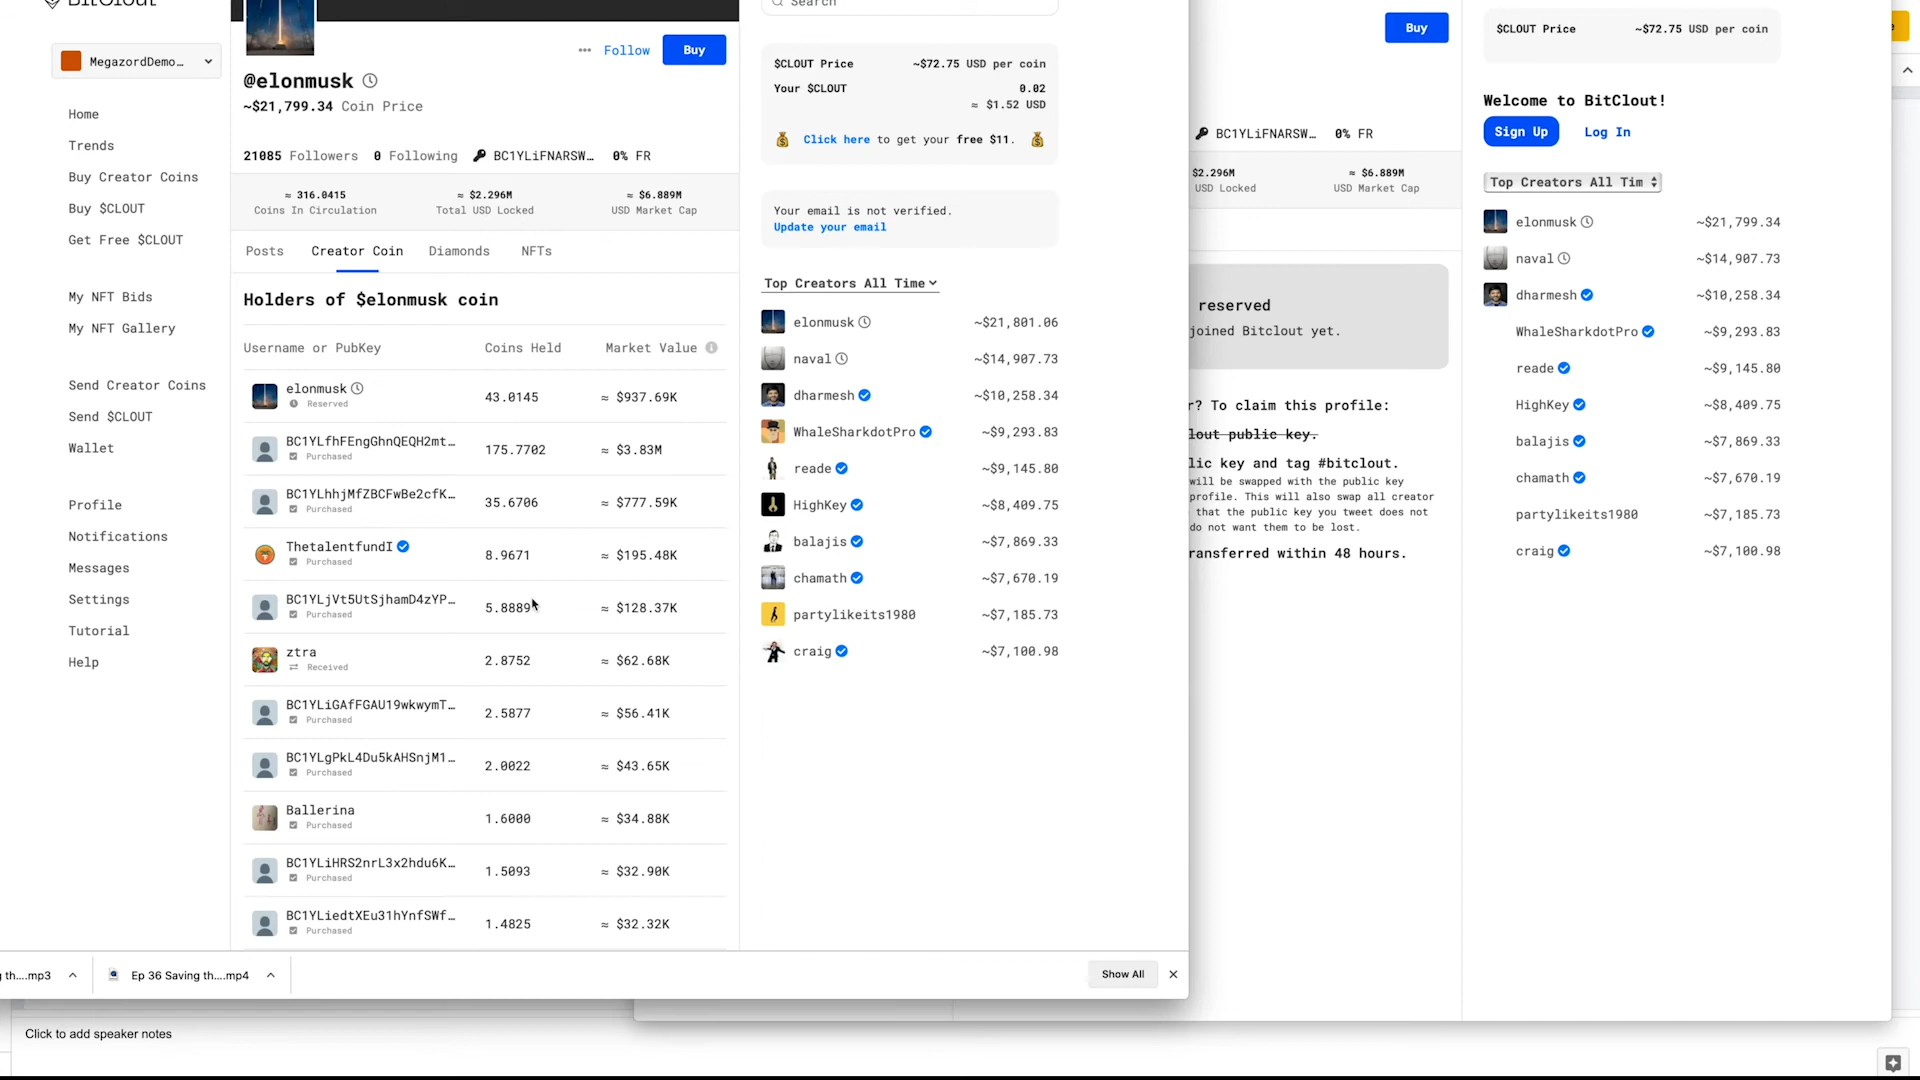 BitClout
MegazordDemo...
Home
Trends
Buy Creator Coins
Buy $CLOUT
Get Free $CLOUT
My NFT Bids
My NFT Gallery
Send Creator Coins
Send $CLOUT
Wallet
Profile
Notifications
Messages
Settings
Tutorial
Help
Follow
Buy
@elonmusk
~$21,799.34 Coin Price
21085 Followers 0 Following BC1YLiFNARSW… 0% FR
≈ 316.0415 ≈ $2.296M ≈ $6.889M
Coins In Circulation Total USD Locked USD Market Cap
Posts Creator Coin Diamonds NFTs
Holders of $elonmusk coin
Username or PubKey Coins Held Market Value
elonmusk 43.0145 ≈ $937.69K
Reserved
BC1YLfhFEngGhnQEQH2mt… 175.7702 ≈ $3.83M
Purchased
BC1YLhhjMfZBCFwBe2cfK… 35.6706 ≈ $777.59K
Purchased
ThetalentfundI 8.9671 ≈ $195.48K
Purchased
BC1YLjVt5UtSjhamD4zYP… 5.8889 ≈ $128.37K
Purchased
ztra 2.8752 ≈ $62.68K
Received
BC1YLiGAfFGAU19wkwymT… 2.5877 ≈ $56.41K
Purchased
BC1YLgPkL4Du5kAHSnjM1… 2.0022 ≈ $43.65K
Purchased
Ballerina 1.6000 ≈ $34.88K
Purchased
BC1YLiHRS2nrL3x2hdu6K… 1.5093 ≈ $32.90K
Purchased
BC1YLiedtXEu31hYnfSWf… 1.4825 ≈ $32.32K
Purchased
Search
$CLOUT Price ~$72.75 USD per coin
Your $CLOUT 0.02
≈ $1.52 USD
Click here to get your free $11.
Your email is not verified.
Update your email
Top Creators All Time
elonmusk ~$21,801.06
naval ~$14,907.73
dharmesh ~$10,258.34
WhaleSharkdotPro ~$9,293.83
reade ~$9,145.80
HighKey ~$8,409.75
balajis ~$7,869.33
chamath ~$7,670.19
partylikeits1980 ~$7,185.73
craig ~$7,100.98
Buy
BC1YLiFNARSW… 0% FR
$2.296M ≈ $6.889M
USD Locked USD Market Cap
reserved
joined Bitclout yet.
r? To claim this profile:
lout public key.
lic key and tag #bitclout.
will be swapped with the public key
profile. This will also swap all creator
that the public key you tweet does not
do not want them to be lost.
ransferred within 48 hours.
$CLOUT Price ~$72.75 USD per coin
Welcome to BitClout!
Sign Up Log In
Top Creators All Tim
elonmusk ~$21,799.34
naval ~$14,907.73
dharmesh ~$10,258.34
WhaleSharkdotPro ~$9,293.83
reade ~$9,145.80
HighKey ~$8,409.75
balajis ~$7,869.33
chamath ~$7,670.19
partylikeits1980 ~$7,185.73
craig ~$7,100.98
g th....mp3 Ep 36 Saving th....mp4 Show All
Click to add speaker notes